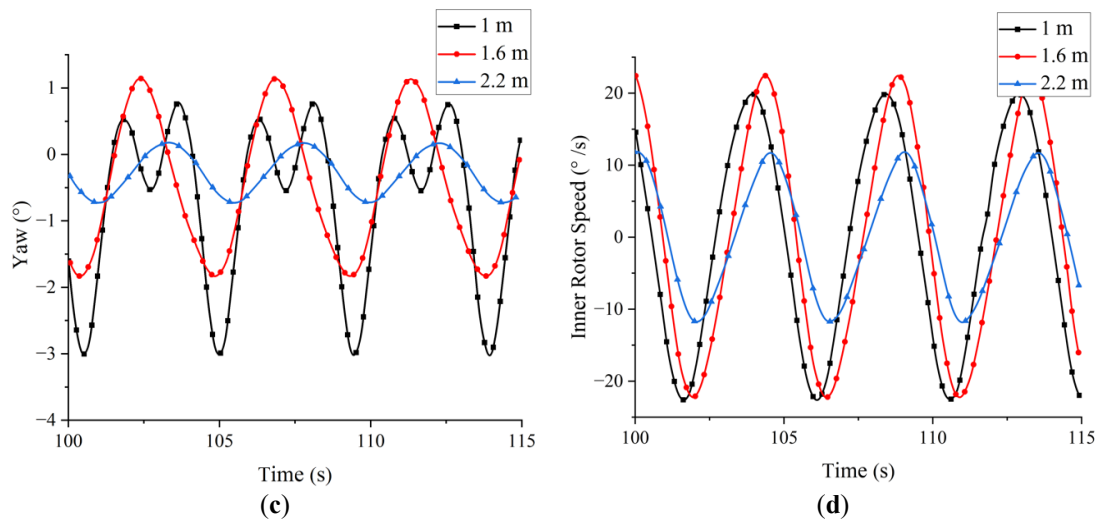 1 m
1.6 m
2.2 m
1
0
−1
−2
−3
−4
Yaw (°)
100
105
110
115
Time (s)
(c)
1 m
1.6 m
2.2 m
20
10
0
−10
−20
Inner Rotor Speed (° /s)
100
105
110
115
Time (s)
(d)